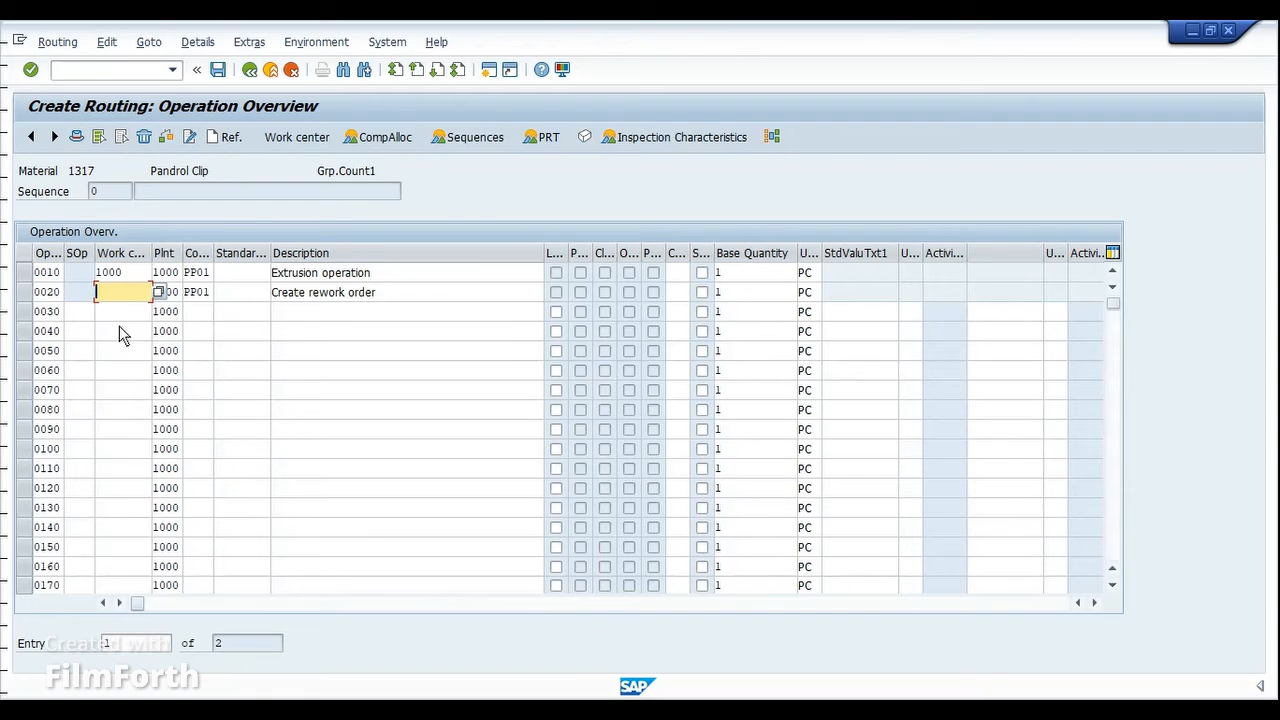 Routing Edit Goto Details Extras Environment System Help
Create Routing: Operation Overview
Ref. Work center CompAlloc Sequences PRT Inspection Characteristics
Material 1317 Pandrol Clip Grp.Count1
Sequence 0
Operation Overv.
Op... SOp Work c... Plnt Co... Standar... Description L... P... Cl... O... P... C... S... Base Quantity U... StdValuTxt1 U... Activi... U... Activi..
0010 1000 1000 PP01 Extrusion operation 1 PC
0020 00 PP01 Create rework order 1 PC
0030 1000 1 PC
0040 1000 1 PC
0050 1000 1 PC
0060 1000 1 PC
0070 1000 1 PC
0080 1000 1 PC
0090 1000 1 PC
0100 1000 1 PC
0110 1000 1 PC
0120 1000 1 PC
0130 1000 1 PC
0140 1000 1 PC
0150 1000 1 PC
0160 1000 1 PC
0170 1000 1 PC
Entry 1 of 2
Created with
FilmForth
SAP